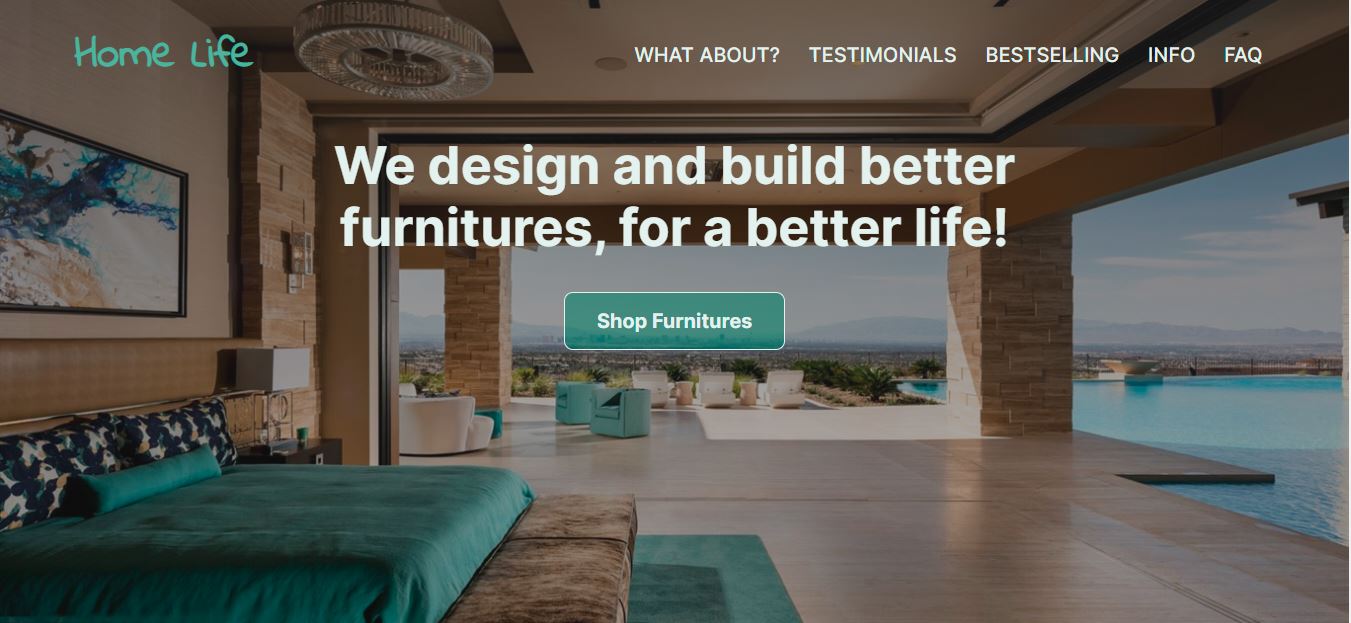 Home Life
WHAT ABOUT? TESTIMONIALS BESTSELLING INFO FAQ
We design and build better
furnitures, for a better life!
Shop Furnitures